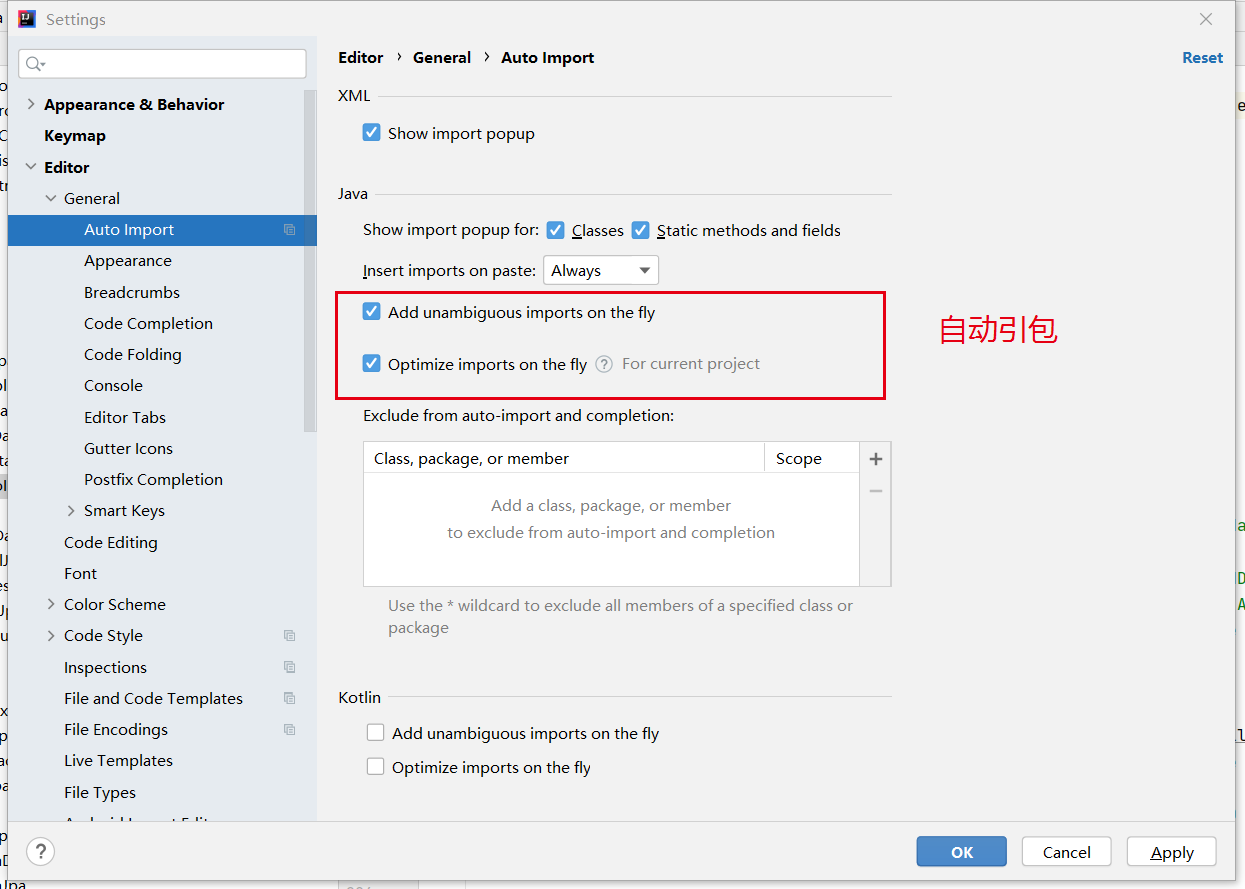 Settings
Editor › General › Auto Import
Reset
Appearance & Behavior
Keymap
Editor
General
Auto Import
Appearance
Breadcrumbs
Code Completion
Code Folding
Console
Editor Tabs
Gutter Icons
Postfix Completion
Smart Keys
Code Editing
Font
Color Scheme
Code Style
Inspections
File and Code Templates
File Encodings
Live Templates
File Types
XML
Show import popup
Java
Show import popup for: Classes Static methods and fields
Insert imports on paste: Always
Add unambiguous imports on the fly
Optimize imports on the fly ? For current project
自动引包
Exclude from auto-import and completion:
Class, package, or member Scope
Add a class, package, or member
to exclude from auto-import and completion
Use the * wildcard to exclude all members of a specified class or
package
Kotlin
Add unambiguous imports on the fly
Optimize imports on the fly
? OK Cancel Apply